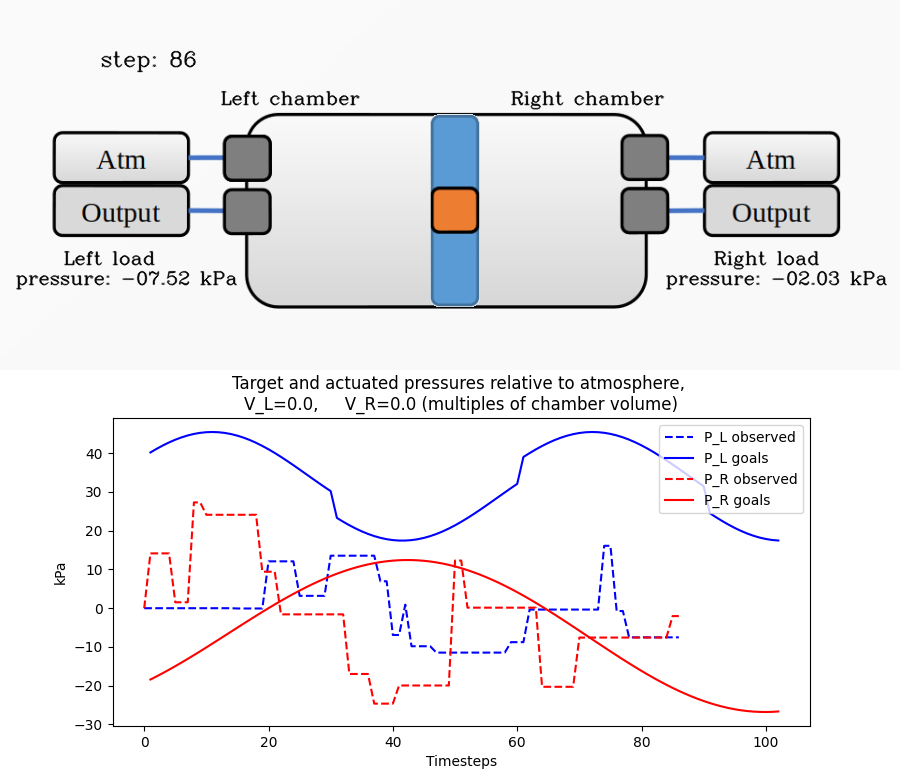 step: 86
Left chamber
Right chamber
Atm
Atm
Output
Output
Left load
pressure: -07.52 kPa
Right load
pressure: -02.03 kPa
Target and actuated pressures relative to atmosphere,
V_L=0.0, V_R=0.0 (multiples of chamber volume)
P_L observed
P_L goals
P_R observed
P_R goals
kPa
40
30
20
10
0
−10
−20
−30
0
20
40
60
80
100
Timesteps